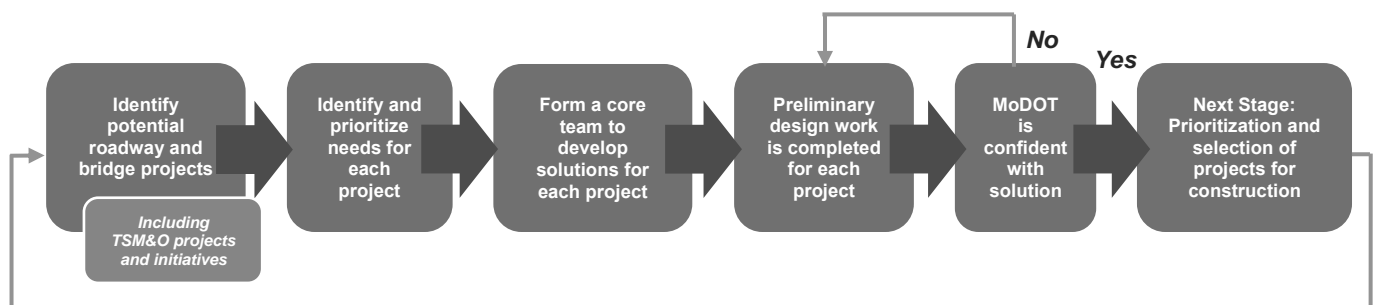 No
Yes
Identify
potential
roadway and
bridge projects
Including
TSM&O projects
and initiatives
Identify and
prioritize
needs for
each
project
Form a core
team to
develop
solutions for
each project
Preliminary
design work
is completed
for each
project
MoDOT
is
confident
with
solution
Next Stage:
Prioritization and
selection of
projects for
construction